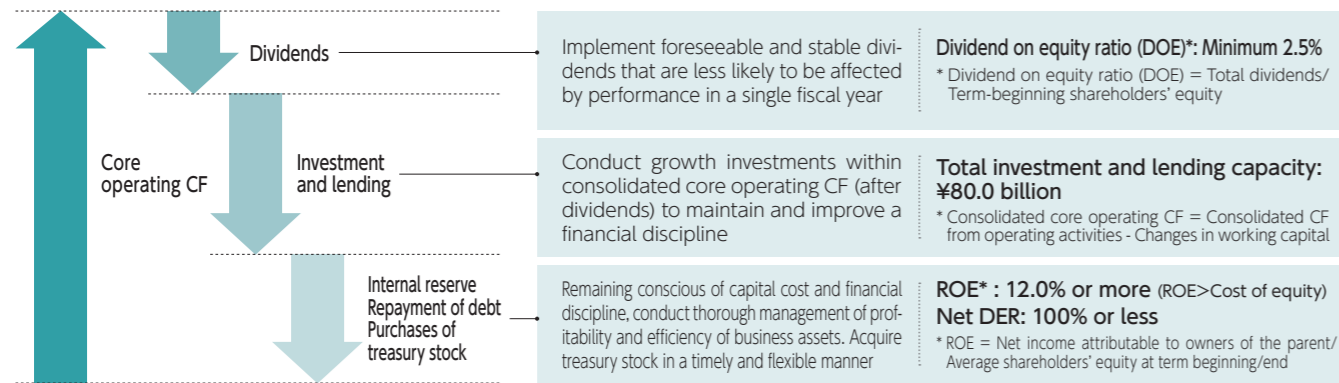 Core
operating CF
Dividends
Implement foreseeable and stable divi-
dends that are less likely to be affected
by performance in a single fiscal year
Dividend on equity ratio (DOE)*: Minimum 2.5%
* Dividend on equity ratio (DOE) = Total dividends/
Term-beginning shareholders' equity
Investment
and lending
Conduct growth investments within
consolidated core operating CF (after
dividends) to maintain and improve a
financial discipline
Total investment and lending capacity:
¥80.0 billion
* Consolidated core operating CF = Consolidated CF
from operating activities - Changes in working capital
Internal reserve
Repayment of debt
Purchases of
treasury stock
Remaining conscious of capital cost and financial
discipline, conduct thorough management of prof-
itability and efficiency of business assets. Acquire
treasury stock in a timely and flexible manner
ROE* : 12.0% or more (ROE>Cost of equity)
Net DER: 100% or less
* ROE = Net income attributable to owners of the parent/
Average shareholders' equity at term beginning/end